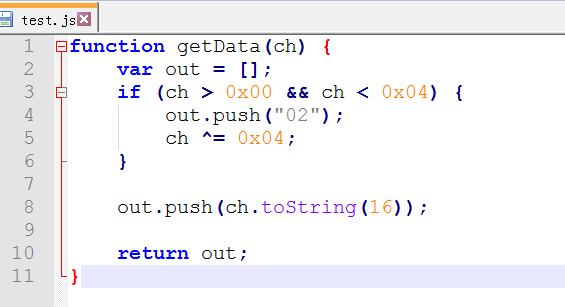 test.js
1 function getData(ch) {
2     var out = [];
3     if (ch > 0x00 && ch < 0x04) {
4         out.push("02");
5         ch ^= 0x04;
6     }
7
8     out.push(ch.toString(16));
9
10     return out;
11 }